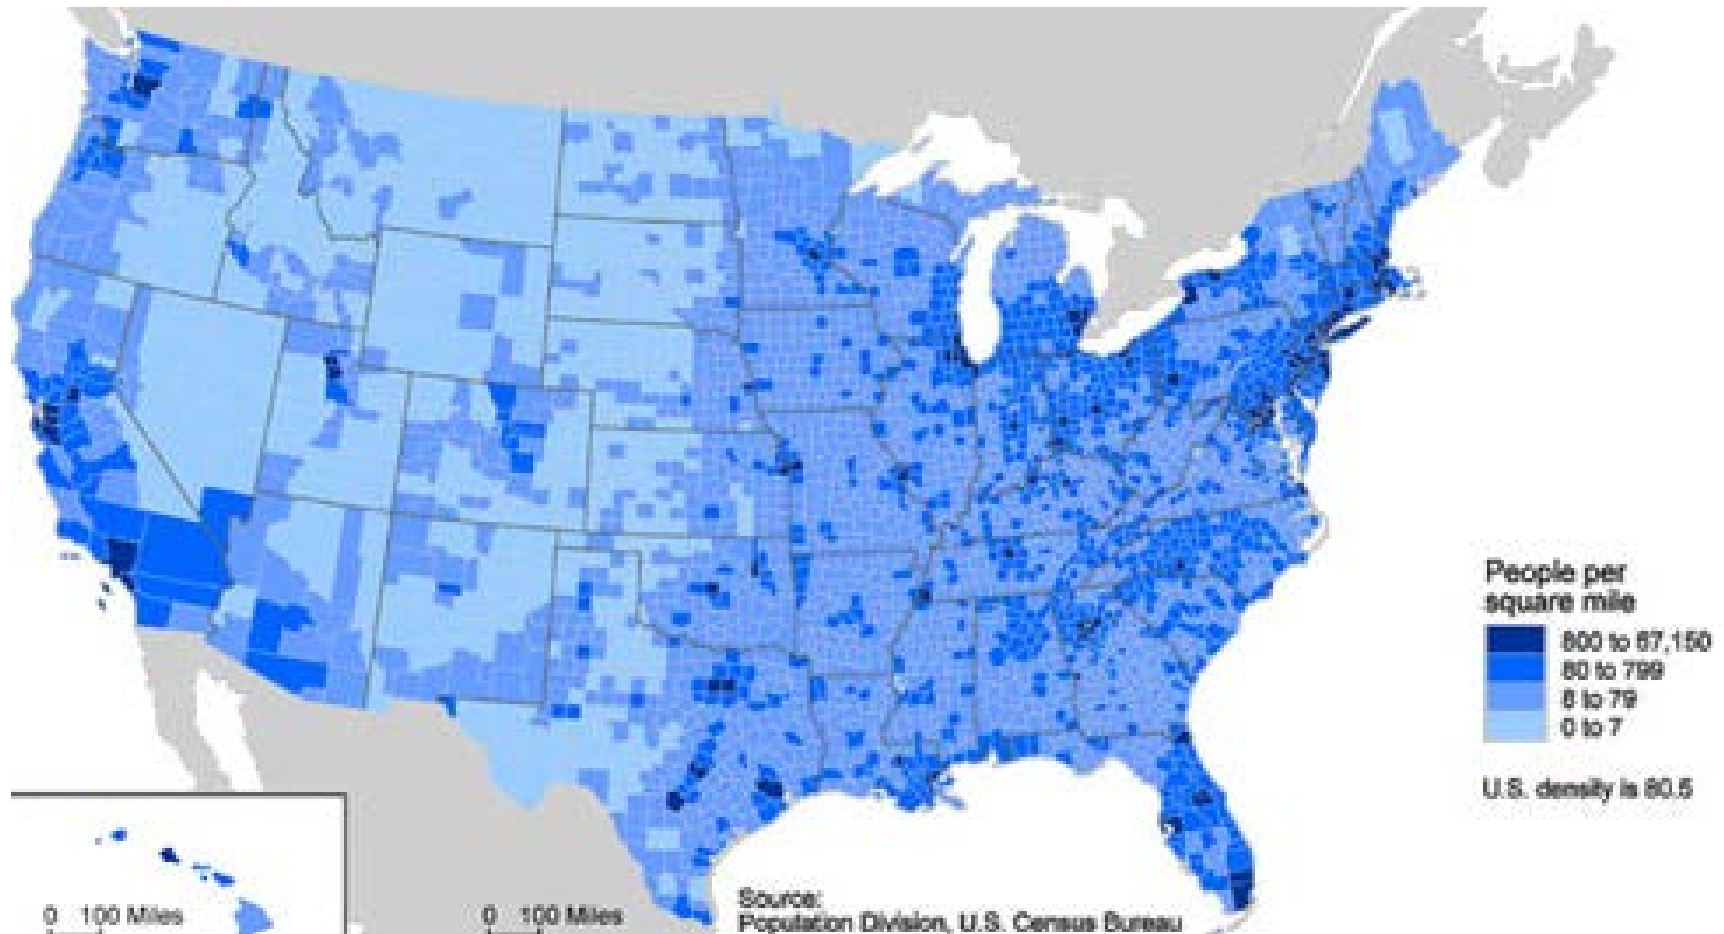 People per
square mile
800 to 67,150
80 to 799
8 to 79
0 to 7
U.S. density is 80.5
0 100 Miles
0 100 Miles
Source:
Population Division, U.S. Census Bureau